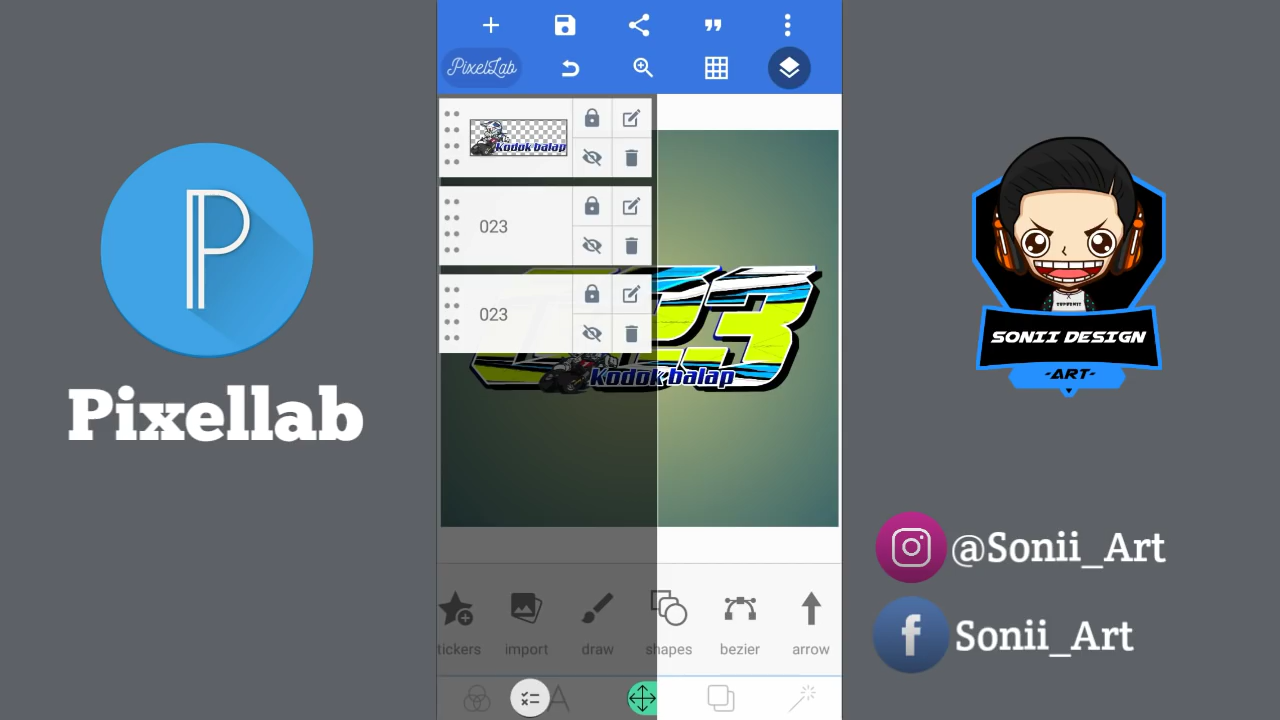 PixelLab
Kodok balap
023
023
023
Kodok balap
tickers
import
draw
shapes
bezier
arrow
Pixellab
SONII DESIGN
-ART-
@Sonii_Art
Sonii_Art